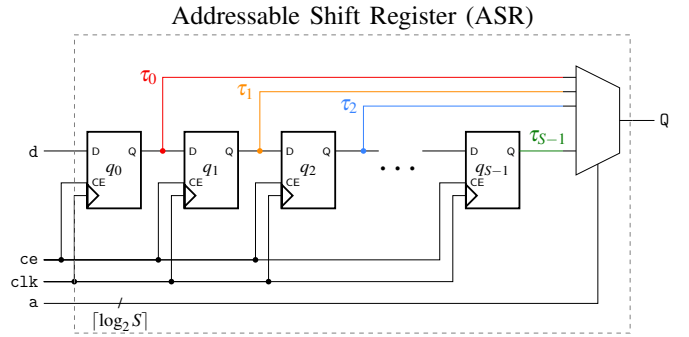 Addressable Shift Register (ASR)
τ0
τ1
τ2
τS−1
Q
d
D Q
q0
CE
D Q
q1
CE
D Q
q2
CE
...
D Q
qS−1
CE
ce
clk
a
⌈log2 S⌉